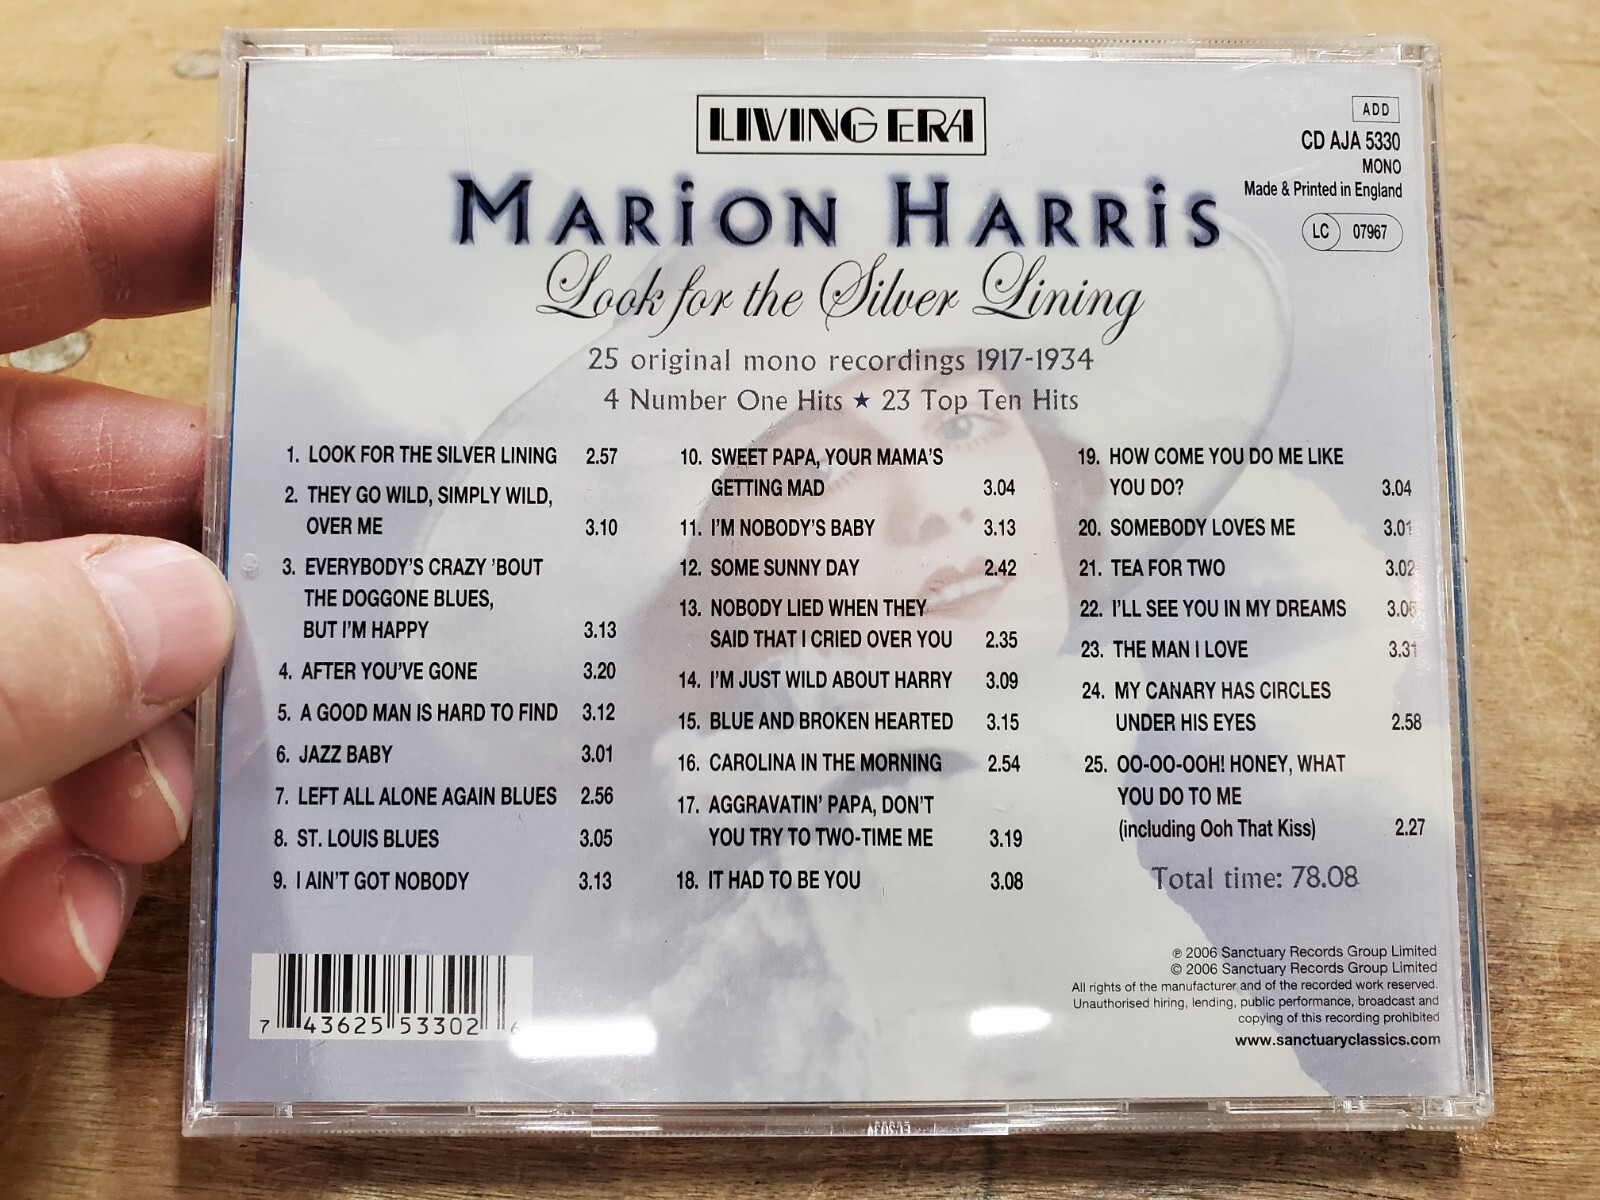 LIVING ERA
ADD
CD AJA 5330
MONO
Made & Printed in England
LC 07967
MARION HARRIS
Look for the Silver Lining
25 original mono recordings 1917-1934
4 Number One Hits ★ 23 Top Ten Hits
1. LOOK FOR THE SILVER LINING 2.57
2. THEY GO WILD, SIMPLY WILD,
OVER ME 3.10
3. EVERYBODY'S CRAZY 'BOUT
THE DOGGONE BLUES,
BUT I'M HAPPY 3.13
4. AFTER YOU'VE GONE 3.20
5. A GOOD MAN IS HARD TO FIND 3.12
6. JAZZ BABY 3.01
7. LEFT ALL ALONE AGAIN BLUES 2.56
8. ST. LOUIS BLUES 3.05
9. I AIN'T GOT NOBODY 3.13
10. SWEET PAPA, YOUR MAMA'S
GETTING MAD 3.04
11. I'M NOBODY'S BABY 3.13
12. SOME SUNNY DAY 2.42
13. NOBODY LIED WHEN THEY
SAID THAT I CRIED OVER YOU 2.35
14. I'M JUST WILD ABOUT HARRY 3.09
15. BLUE AND BROKEN HEARTED 3.15
16. CAROLINA IN THE MORNING 2.54
17. AGGRAVATIN' PAPA, DON'T
YOU TRY TO TWO-TIME ME 3.19
18. IT HAD TO BE YOU 3.08
19. HOW COME YOU DO ME LIKE
YOU DO? 3.04
20. SOMEBODY LOVES ME 3.01
21. TEA FOR TWO 3.02
22. I'LL SEE YOU IN MY DREAMS 3.06
23. THE MAN I LOVE 3.31
24. MY CANARY HAS CIRCLES
UNDER HIS EYES 2.58
25. OO-OO-OOH! HONEY, WHAT
YOU DO TO ME
(including Ooh That Kiss) 2.27
Total time: 78.08
7 43625 53302 6
℗ 2006 Sanctuary Records Group Limited
© 2006 Sanctuary Records Group Limited
All rights of the manufacturer and of the recorded work reserved.
Unauthorised hiring, lending, public performance, broadcast and
copying of this recording prohibited
www.sanctuaryclassics.com